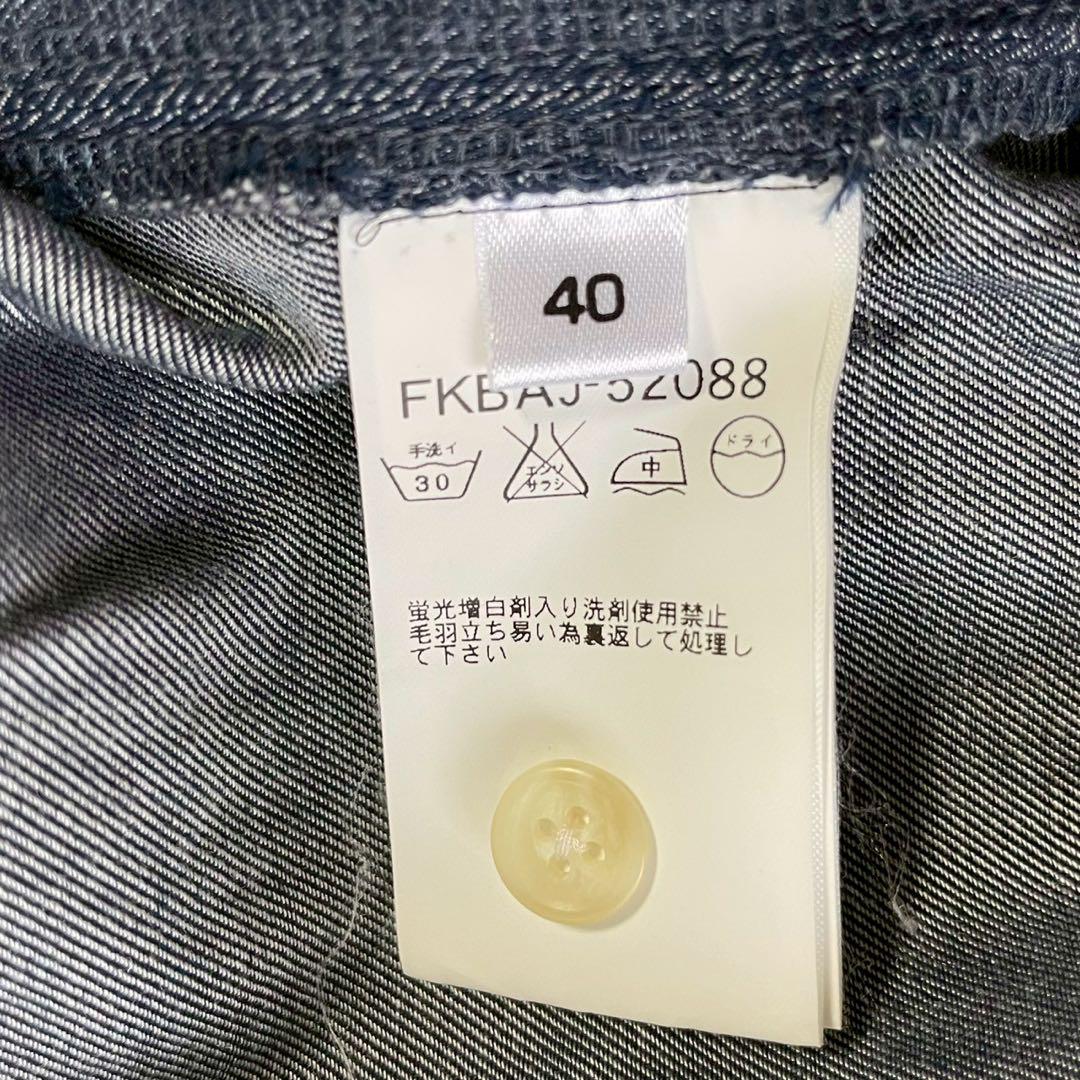 40
FKBAJ-52088
手洗イ
30
エンソ
サラシ
中
ドライ
蛍光増白剤入り洗剤使用禁止
毛羽立ち易い為裏返して処理し
て下さい